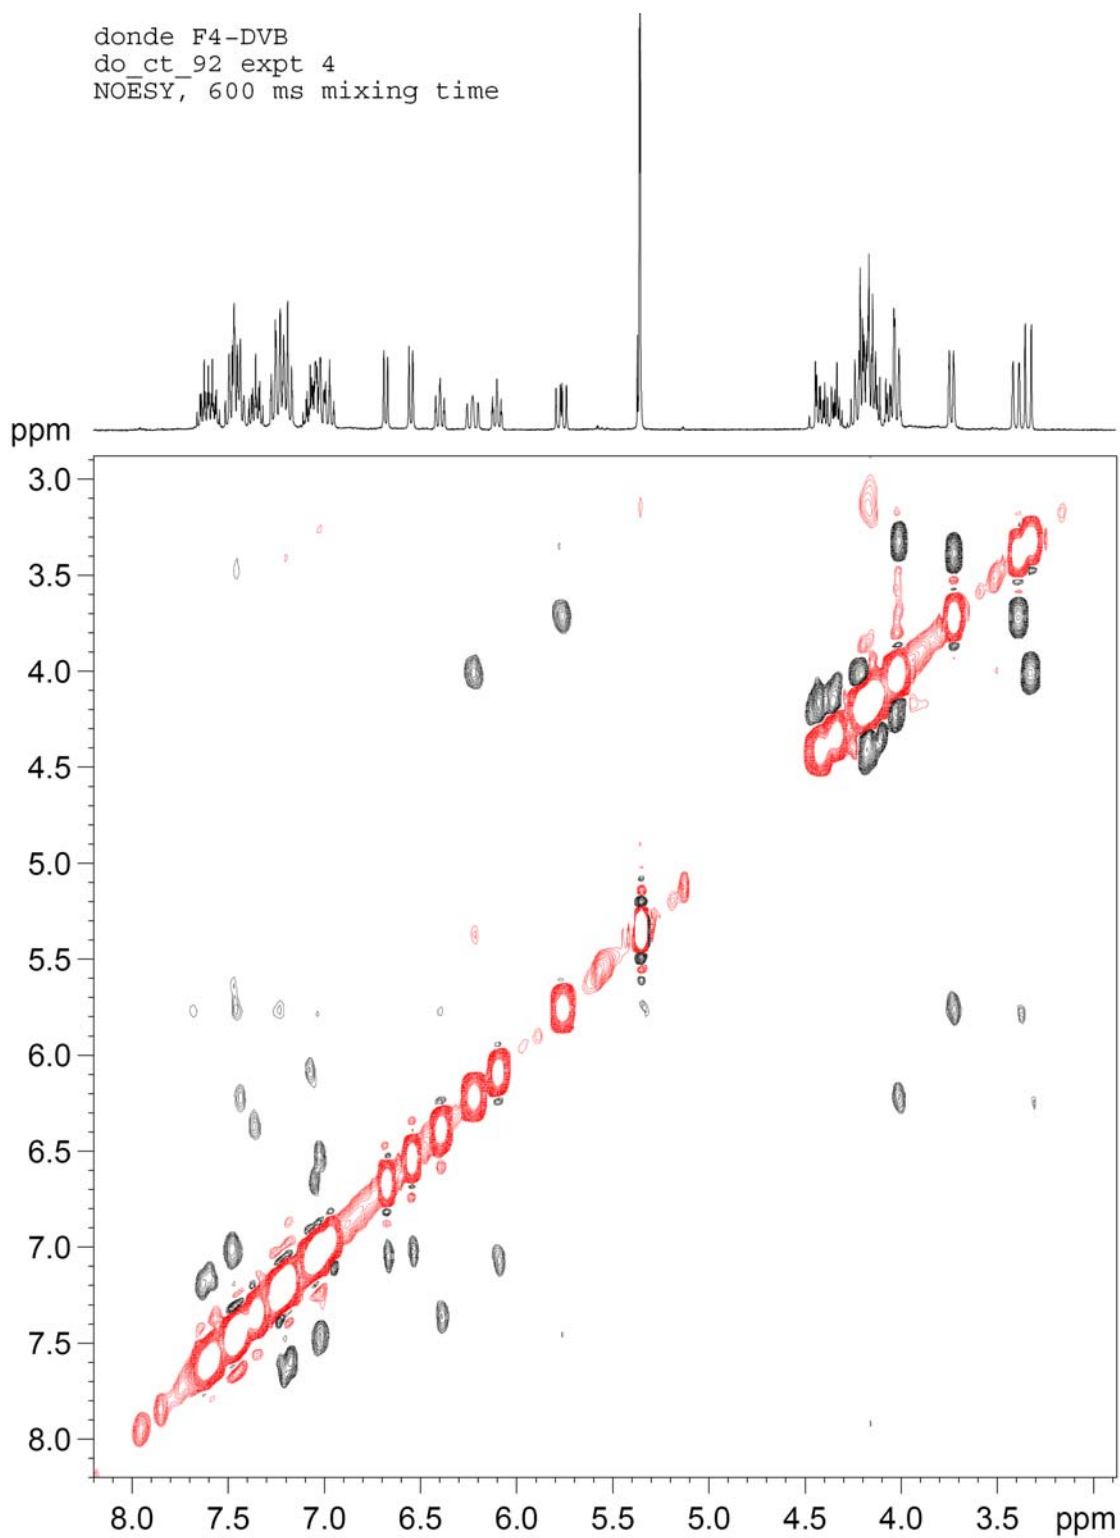 donde F4-DVB
do_ct_92 expt 4
NOESY, 600 ms mixing time
ppm
3.0
3.5
4.0
4.5
5.0
5.5
6.0
6.5
7.0
7.5
8.0
8.0 7.5 7.0 6.5 6.0 5.5 5.0 4.5 4.0 3.5 ppm